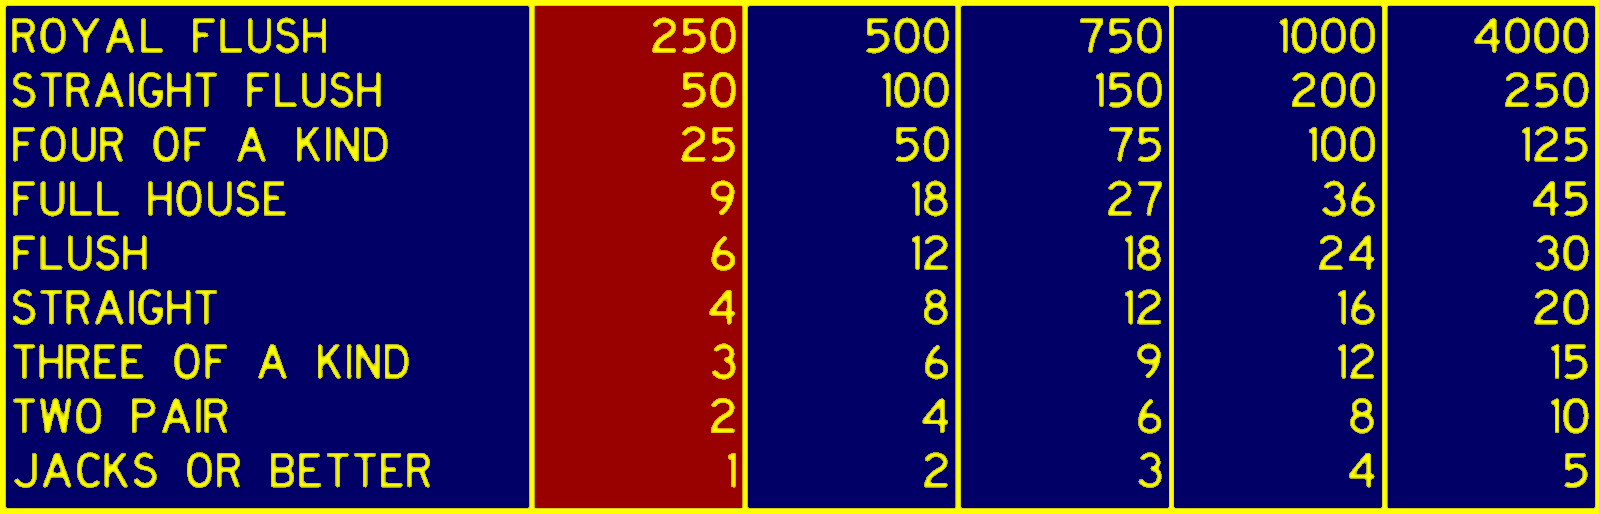 ROYAL FLUSH 250 500 750 1000 4000
STRAIGHT FLUSH 50 100 150 200 250
FOUR OF A KIND 25 50 75 100 125
FULL HOUSE 9 18 27 36 45
FLUSH 6 12 18 24 30
STRAIGHT 4 8 12 16 20
THREE OF A KIND 3 6 9 12 15
TWO PAIR 2 4 6 8 10
JACKS OR BETTER 1 2 3 4 5